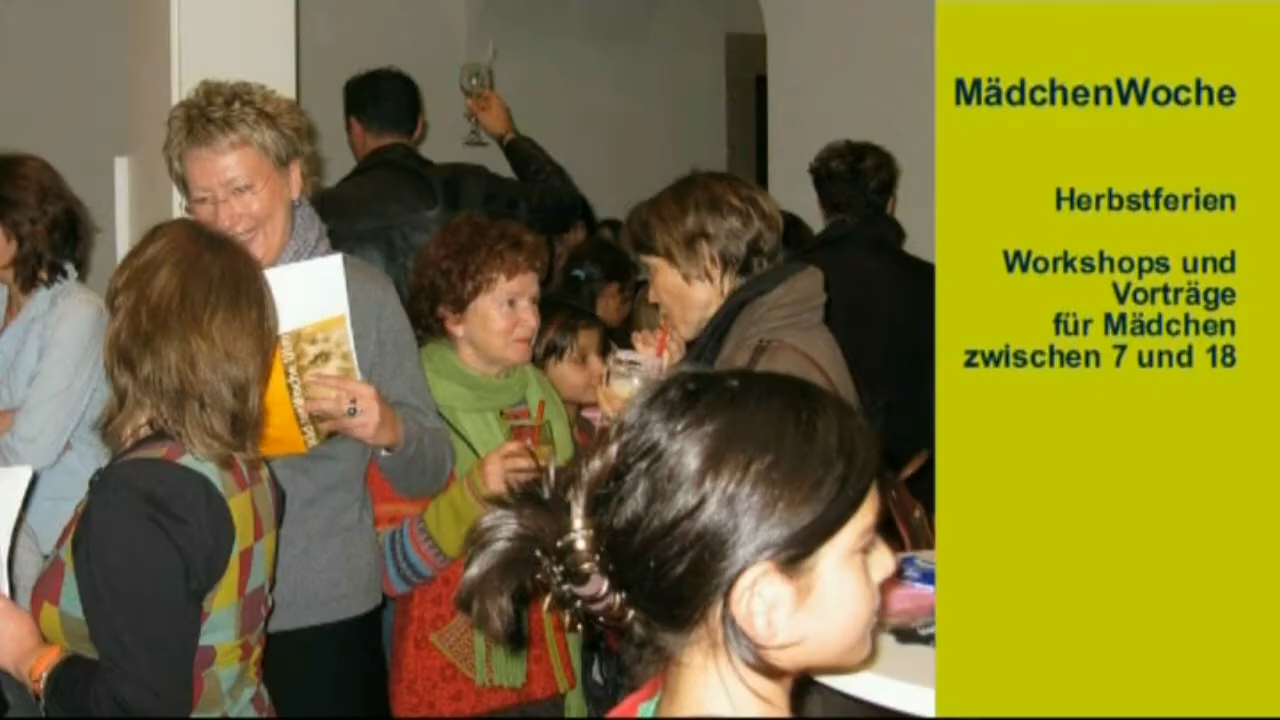 MädchenWoche
Herbstferien
Workshops und
Vorträge
für Mädchen
zwischen 7 und 18